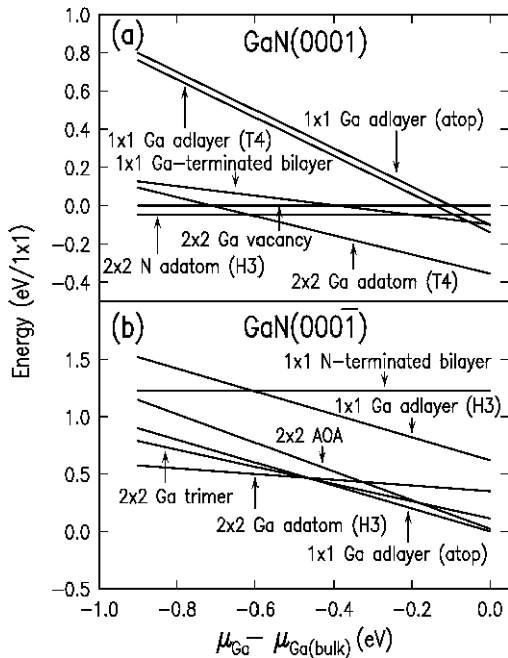 (a) GaN(0001)
1.0
0.8
0.6
0.4
0.2
0.0
−0.2
−0.4
1x1 Ga adlayer (atop)
1x1 Ga adlayer (T4)
1x1 Ga−terminated bilayer
2x2 Ga vacancy
2x2 N adatom (H3)
2x2 Ga adatom (T4)
Energy (eV/1x1)
(b) GaN(0001̅)
1.5
1.0
0.5
0.0
−0.5
1x1 N−terminated bilayer
1x1 Ga adlayer (H3)
2x2 AOA
2x2 Ga trimer
2x2 Ga adatom (H3)
1x1 Ga adlayer (atop)
−1.0 −0.8 −0.6 −0.4 −0.2 0.0
μGa− μGa(bulk) (eV)